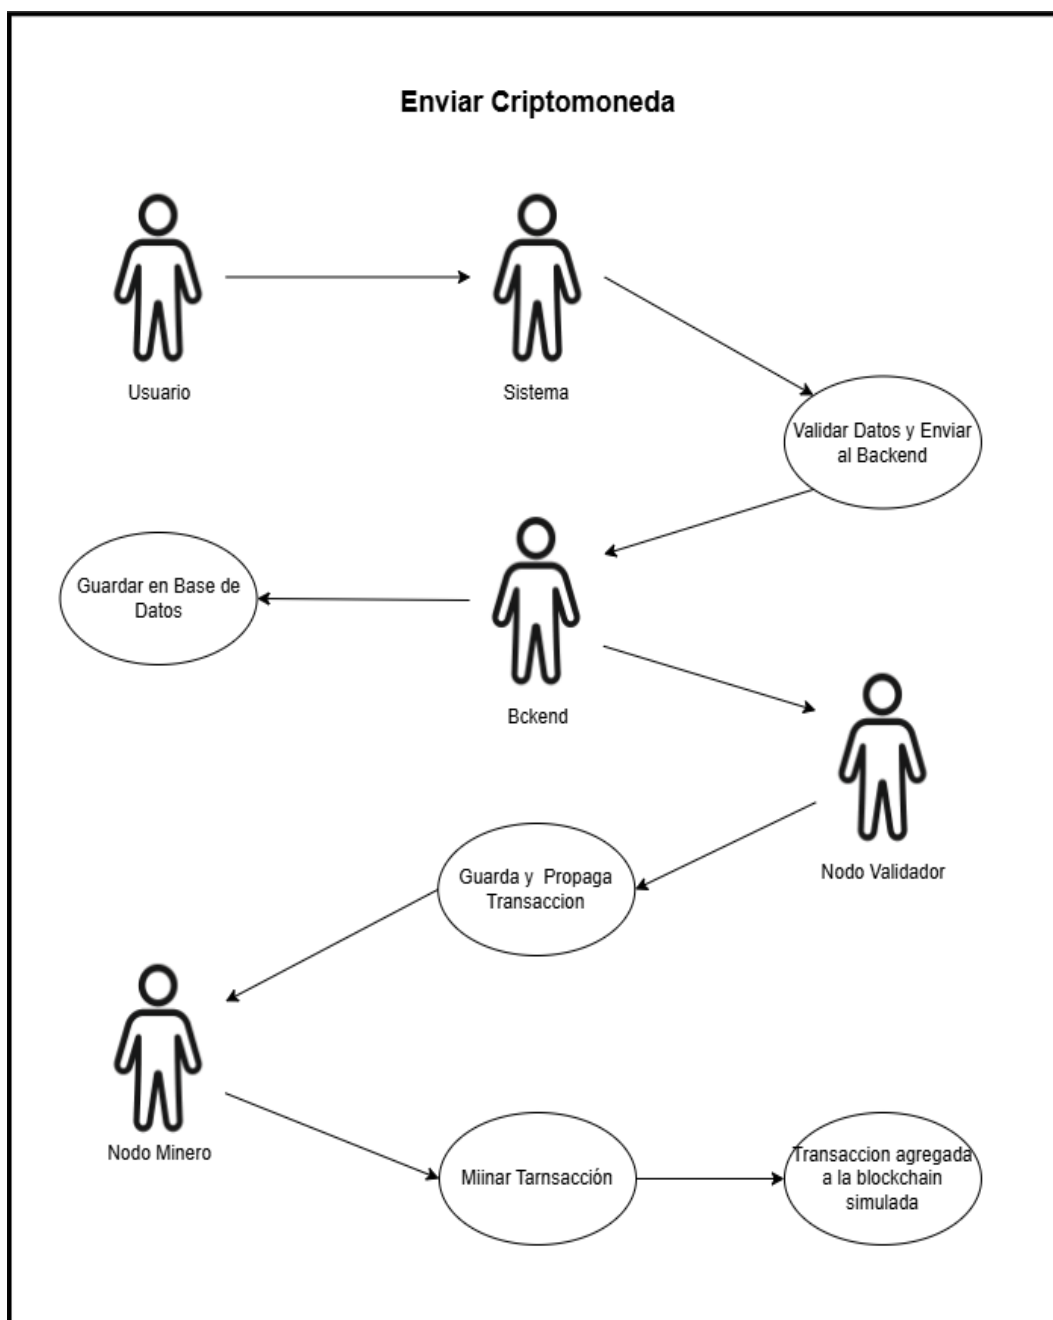 Enviar Criptomoneda
Usuario
Sistema
Validar Datos y Enviar
al Backend
Guardar en Base de
Datos
Bckend
Nodo Validador
Guarda y  Propaga
Transaccion
Nodo Minero
Miinar Tarnsacción
Transaccion agregada
a la blockchain
simulada